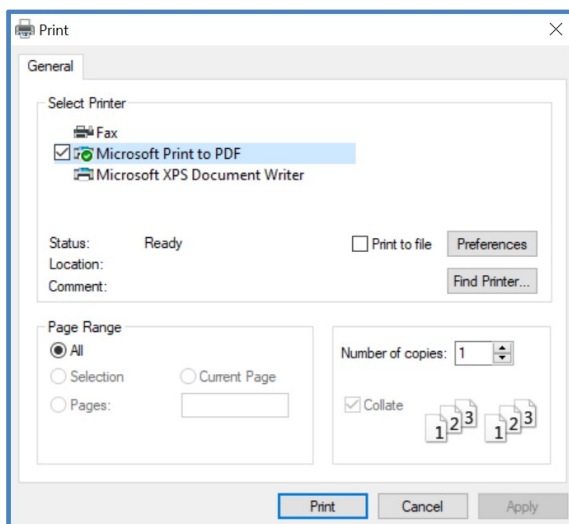 Print
General
Select Printer
Fax
Microsoft Print to PDF
Microsoft XPS Document Writer
Status: Ready
Print to file
Preferences
Location:
Comment:
Find Printer...
Page Range
All
Selection
Current Page
Pages:
Number of copies: 1
Collate
1 2 3 1 2 3
Print Cancel Apply